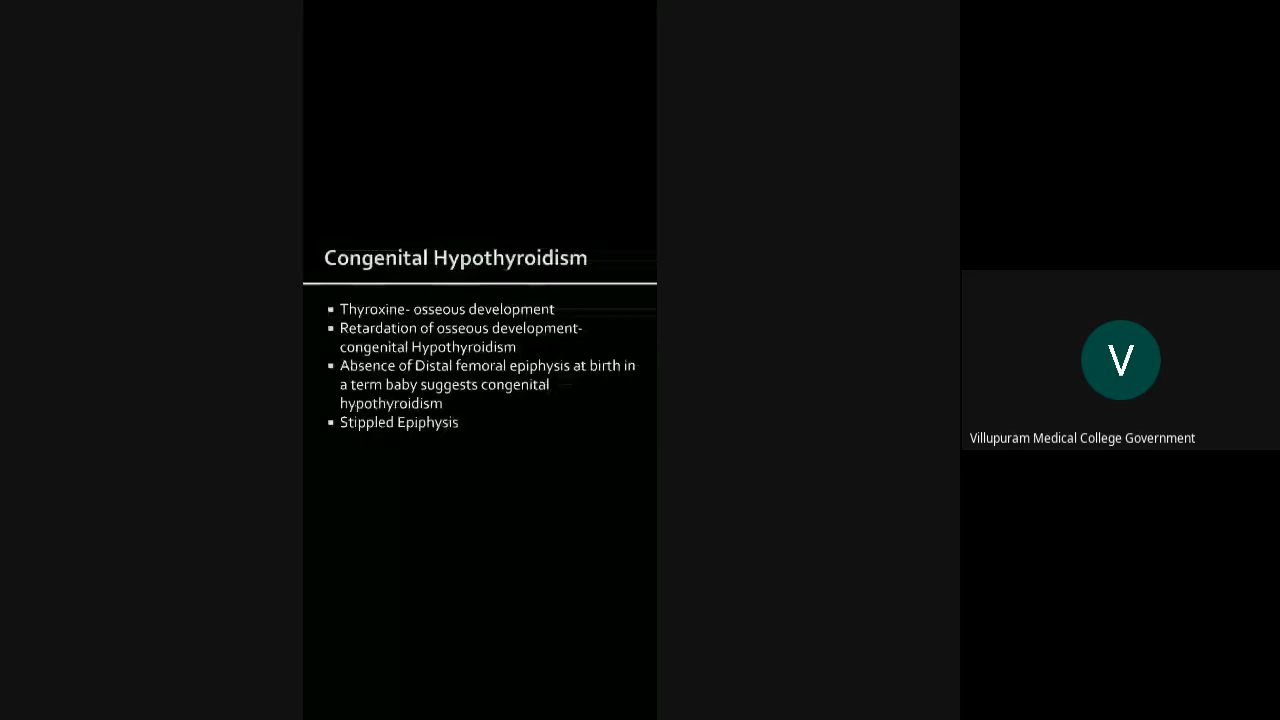 Congenital Hypothyroidism
▪ Thyroxine- osseous development
▪ Retardation of osseous development-
congenital Hypothyroidism
▪ Absence of Distal femoral epiphysis at birth in
a term baby suggests congenital
hypothyroidism
▪ Stippled Epiphysis
V
Villupuram Medical College Government